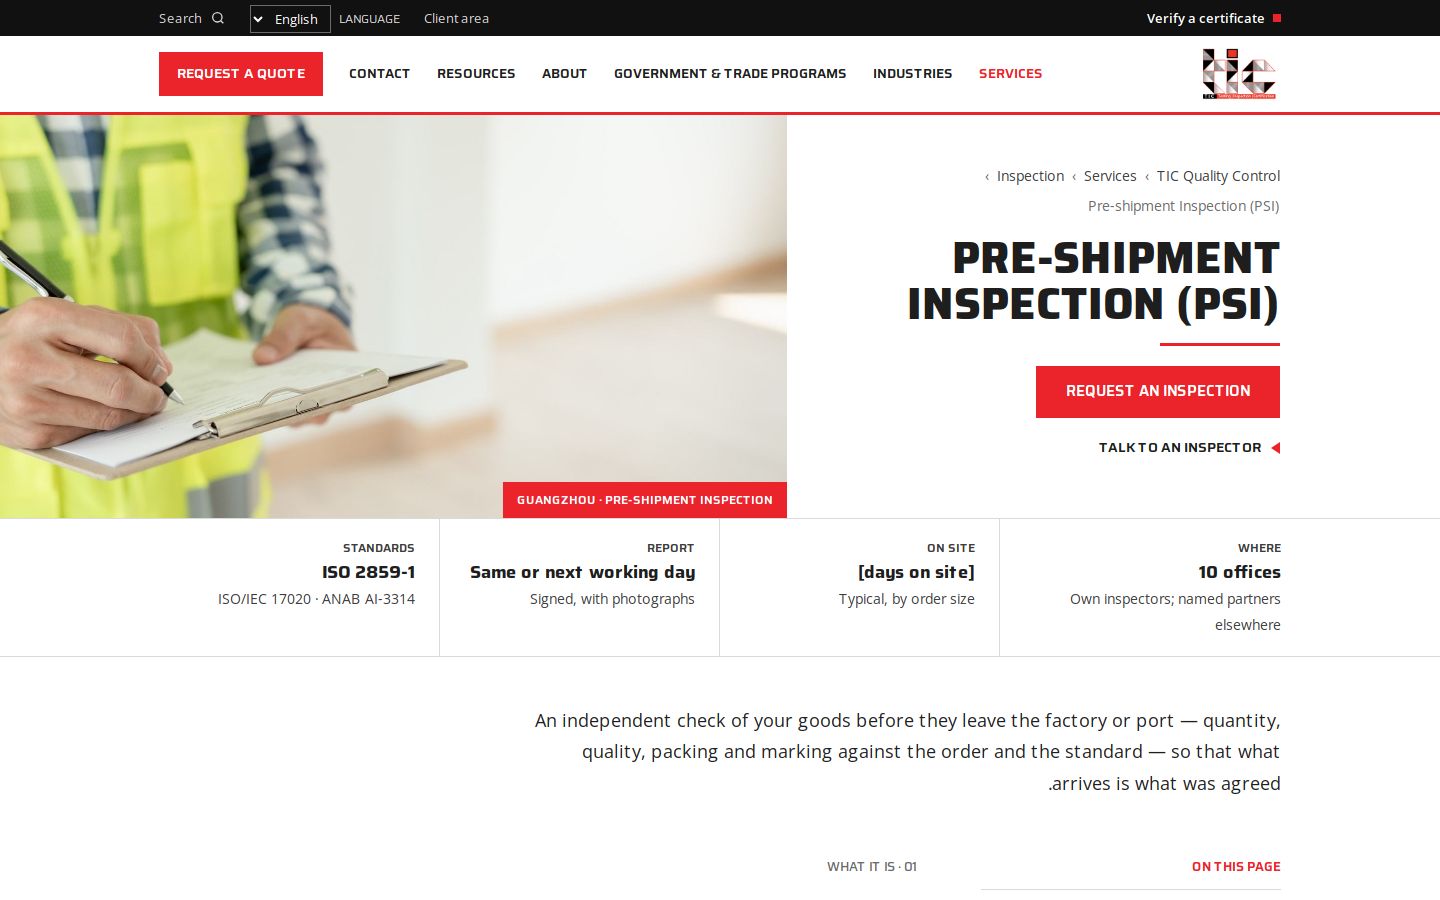 Verify a certificate
Client area
LANGUAGE
English
Search
SERVICES
INDUSTRIES
GOVERNMENT & TRADE PROGRAMS
ABOUT
RESOURCES
CONTACT
REQUEST A QUOTE
TIC Quality Control › Services › Inspection ›
Pre-shipment Inspection (PSI)
PRE-SHIPMENT
INSPECTION (PSI)
REQUEST AN INSPECTION
TALK TO AN INSPECTOR
GUANGZHOU · PRE-SHIPMENT INSPECTION
WHERE
10 offices
Own inspectors; named partners
elsewhere
ON SITE
[days on site]
Typical, by order size
REPORT
Same or next working day
Signed, with photographs
STANDARDS
ISO 2859-1
ISO/IEC 17020 · ANAB AI-3314
An independent check of your goods before they leave the factory or port — quantity,
quality, packing and marking against the order and the standard — so that what
.arrives is what was agreed
ON THIS PAGE
WHAT IT IS · 01